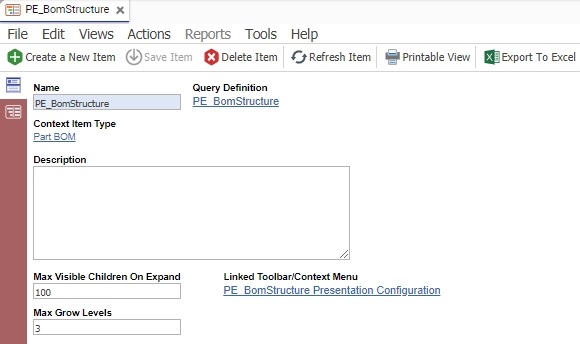 PE_BomStructure
File Edit Views Actions Reports Tools Help
Create a New Item Save Item Delete Item Refresh Item Printable View Export To Excel
Name Query Definition
PE_BomStructure PE_BomStructure
Context Item Type
Part BOM
Description
Max Visible Children On Expand Linked Toolbar/Context Menu
100 PE_BomStructure Presentation Configuration
Max Grow Levels
3